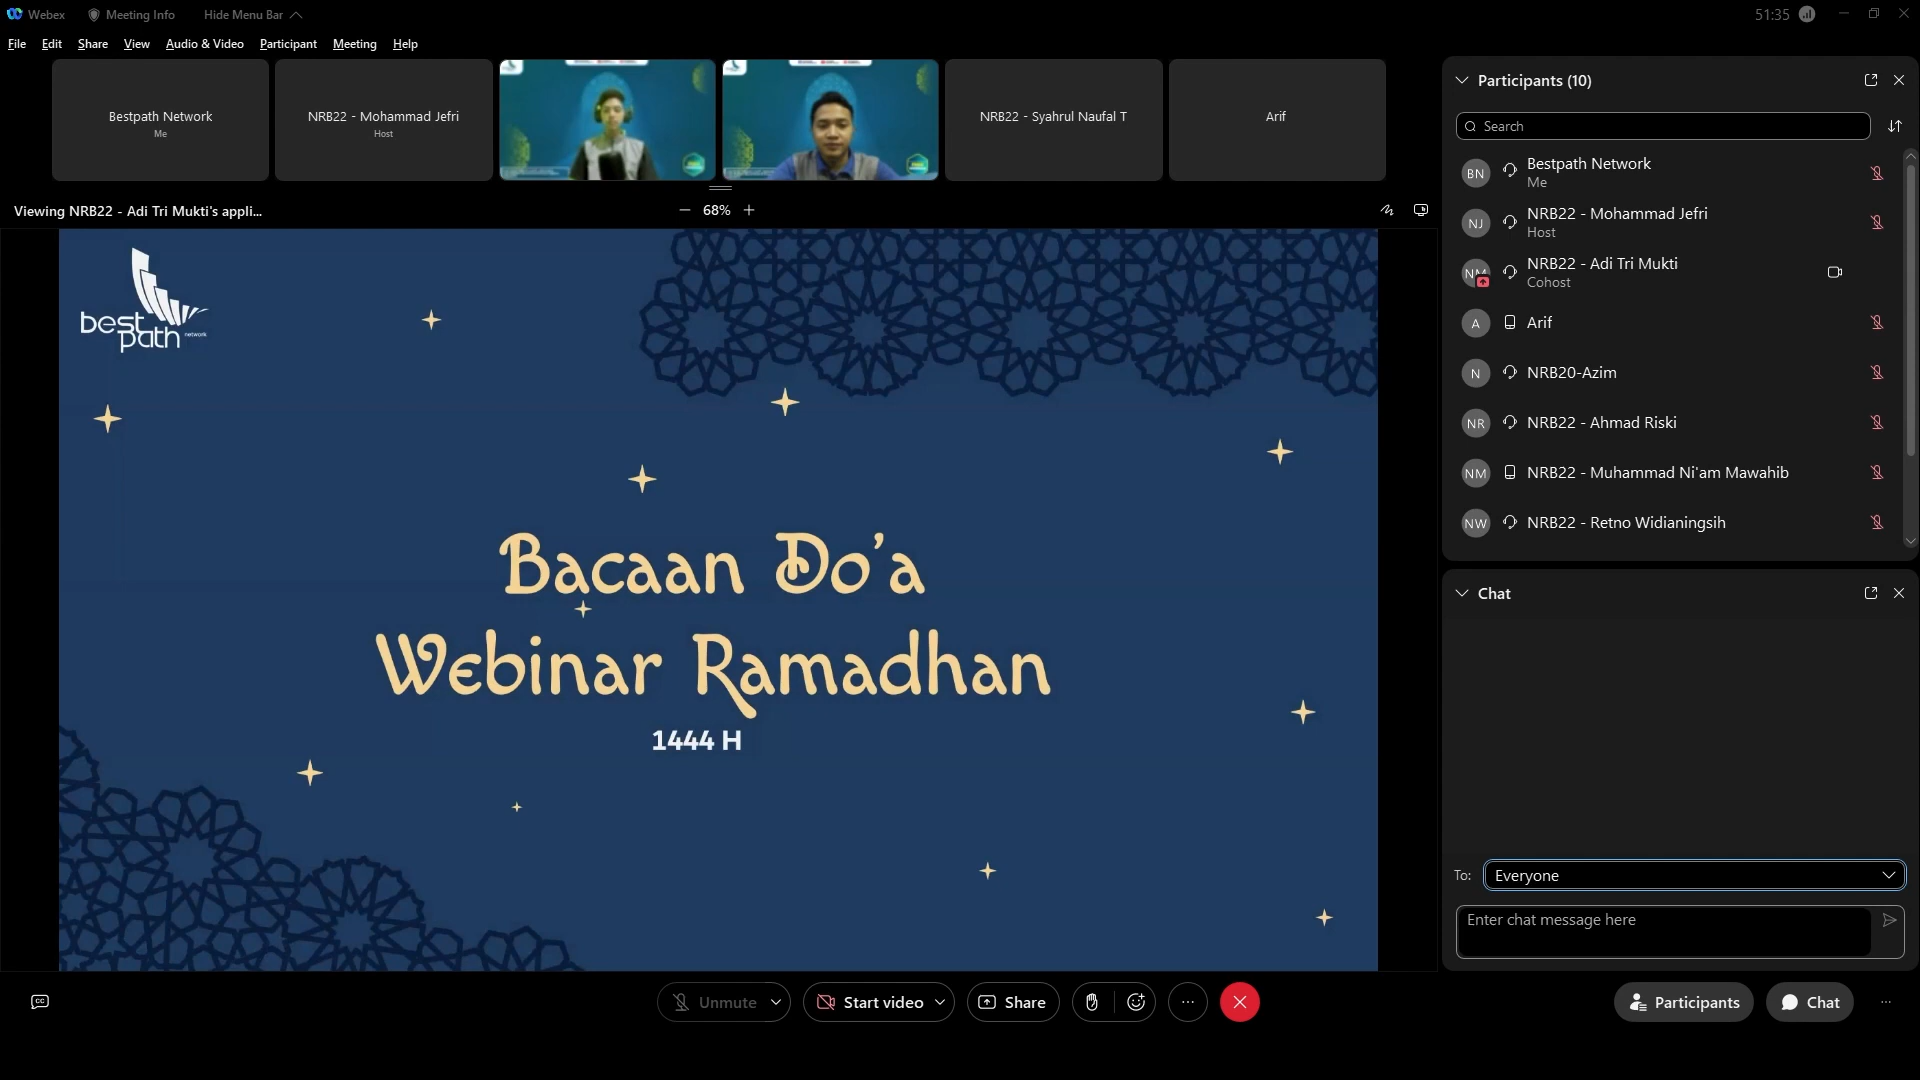 Webex
Meeting Info
Hide Menu Bar
51:35
File
Edit
Share
View
Audio & Video
Participant
Meeting
Help
Bestpath Network
Me
NRB22 - Mohammad Jefri
Host
NRB22 - Syahrul Naufal T
Arif
Viewing NRB22 - Adi Tri Mukti's appli...
68%
best
path
network
Bacaan Do'a
Webinar Ramadhan
1444 H
Participants (10)
Search
BN
Bestpath Network
Me
NJ
NRB22 - Mohammad Jefri
Host
NM
NRB22 - Adi Tri Mukti
Cohost
A
Arif
N
NRB20-Azim
NR
NRB22 - Ahmad Riski
NM
NRB22 - Muhammad Ni'am Mawahib
NW
NRB22 - Retno Widianingsih
Chat
To:
Everyone
Enter chat message here
CC
Unmute
Start video
Share
Participants
Chat